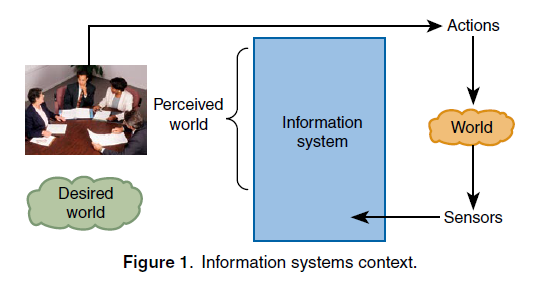 Actions
Perceived
world
Information
system
World
Desired
world
Sensors
Figure 1. Information systems context.